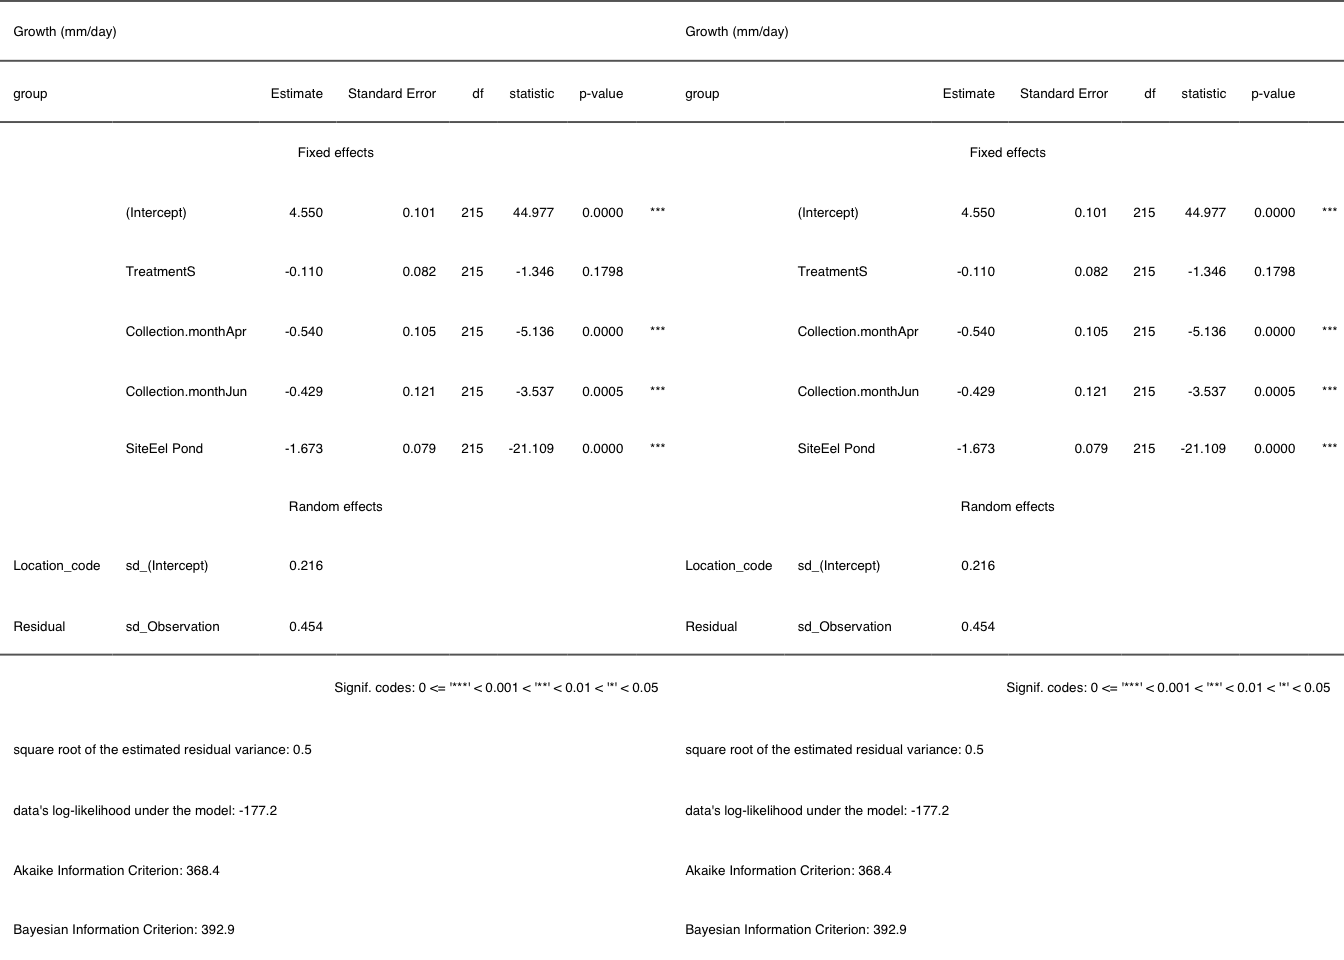 Growth (mm/day) Growth (mm/day)
group Estimate Standard Error df statistic p-value group Estimate Standard Error df statistic p-value
Fixed effects Fixed effects
(Intercept) 4.550 0.101 215 44.977 0.0000 *** (Intercept) 4.550 0.101 215 44.977 0.0000 ***
TreatmentS -0.110 0.082 215 -1.346 0.1798 TreatmentS -0.110 0.082 215 -1.346 0.1798
Collection.monthApr -0.540 0.105 215 -5.136 0.0000 *** Collection.monthApr -0.540 0.105 215 -5.136 0.0000 ***
Collection.monthJun -0.429 0.121 215 -3.537 0.0005 *** Collection.monthJun -0.429 0.121 215 -3.537 0.0005 ***
SiteEel Pond -1.673 0.079 215 -21.109 0.0000 *** SiteEel Pond -1.673 0.079 215 -21.109 0.0000 ***
Random effects Random effects
Location_code sd_(Intercept) 0.216 Location_code sd_(Intercept) 0.216
Residual sd_Observation 0.454 Residual sd_Observation 0.454
Signif. codes: 0 <= '***' < 0.001 < '**' < 0.01 < '*' < 0.05 Signif. codes: 0 <= '***' < 0.001 < '**' < 0.01 < '*' < 0.05
square root of the estimated residual variance: 0.5 square root of the estimated residual variance: 0.5
data's log-likelihood under the model: -177.2 data's log-likelihood under the model: -177.2
Akaike Information Criterion: 368.4 Akaike Information Criterion: 368.4
Bayesian Information Criterion: 392.9 Bayesian Information Criterion: 392.9